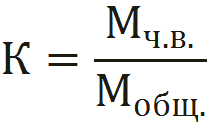 К = Мч.в. / Мобщ.